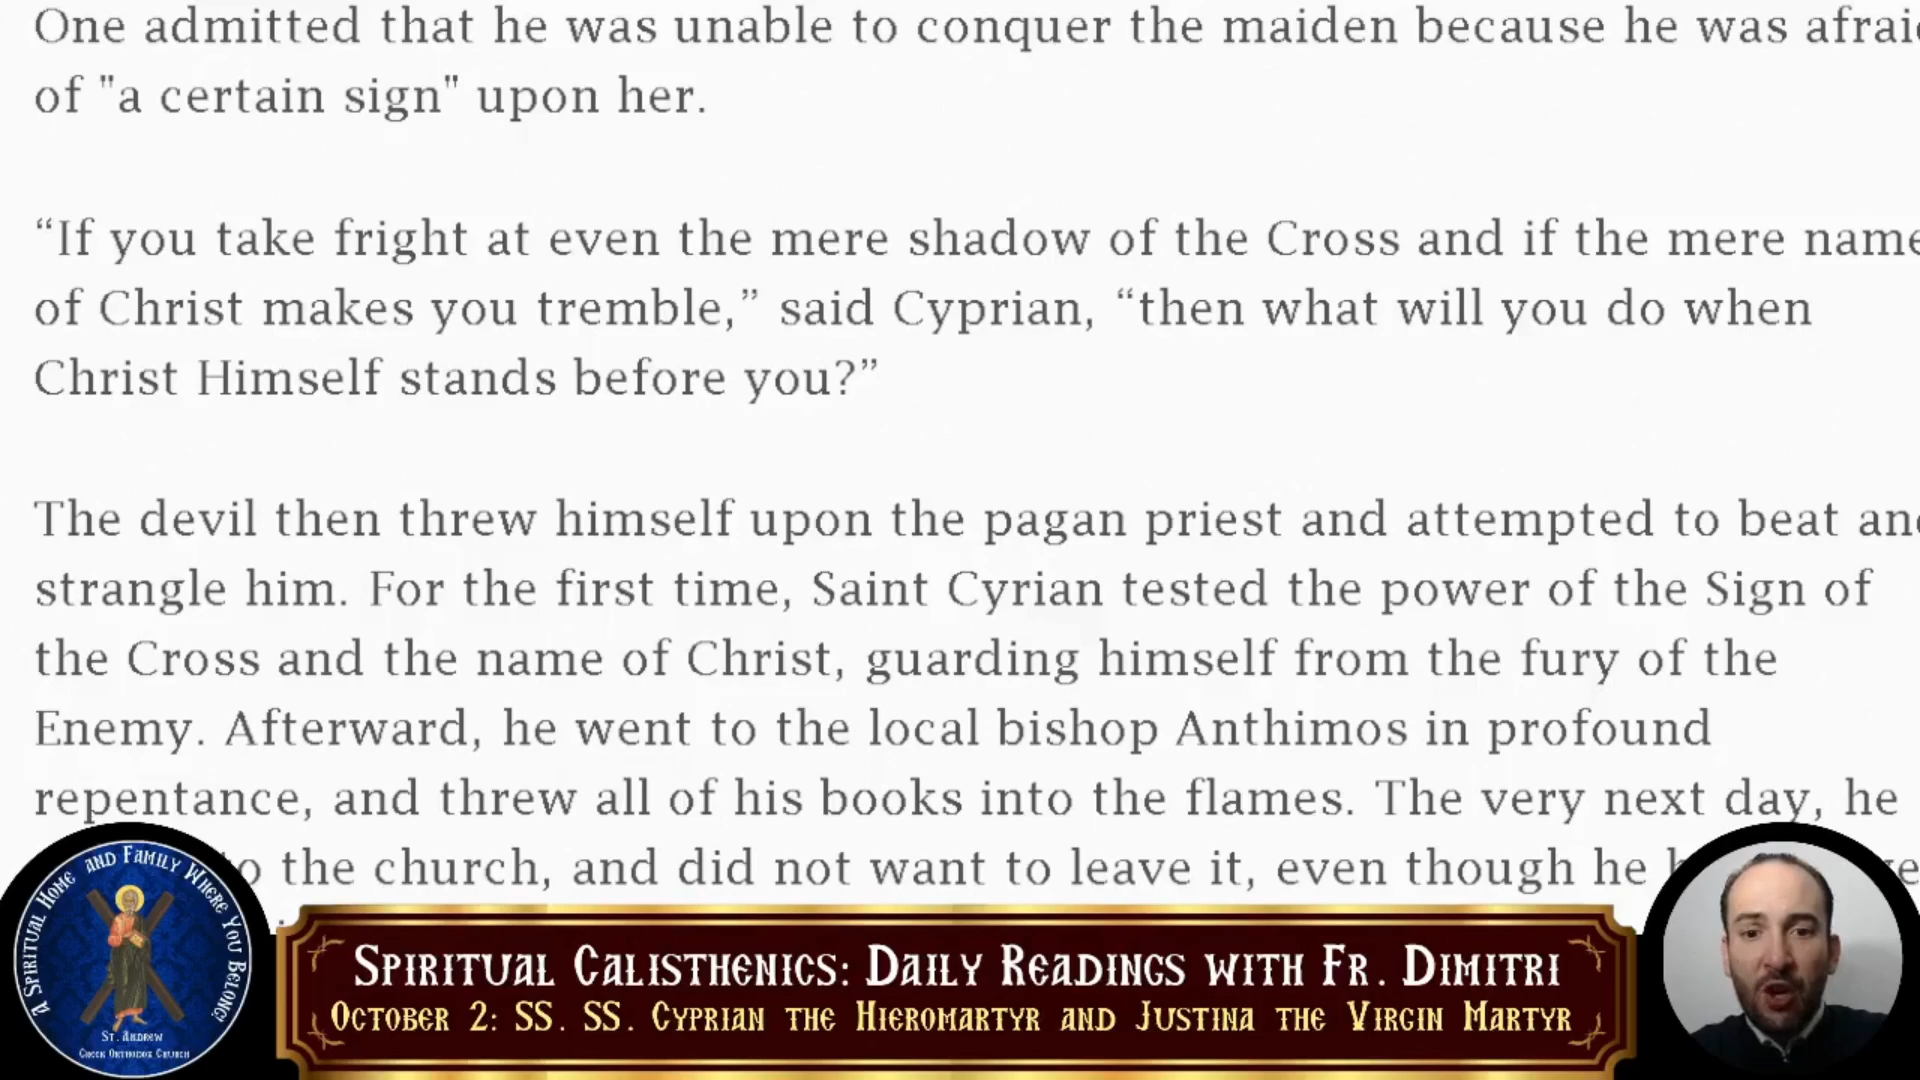 One admitted that he was unable to conquer the maiden because he was
of "a certain sign" upon her.
“If you take fright at even the mere shadow of the Cross and if the mere name
of Christ makes you tremble,” said Cyprian, “then what will you do when
Christ Himself stands before you?”
The devil then threw himself upon the pagan priest and attempted to beat
strangle him. For the first time, Saint Cyrian tested the power of the Sign of
the Cross and the name of Christ, guarding himself from the fury of the
Enemy. Afterward, he went to the local bishop Anthimos in profound
repentance, and threw all of his books into the flames. The very next day, he
the church, and did not want to leave it, even though he
A Spiritual Home and Family Where You Belong!
St. Andrew
Greek Orthodox Church
Spiritual Calisthenics: Daily Readings with Fr. Dimitri
October 2: SS. SS. Cyprian the Hieromartyr and Justina the Virgin Martyr